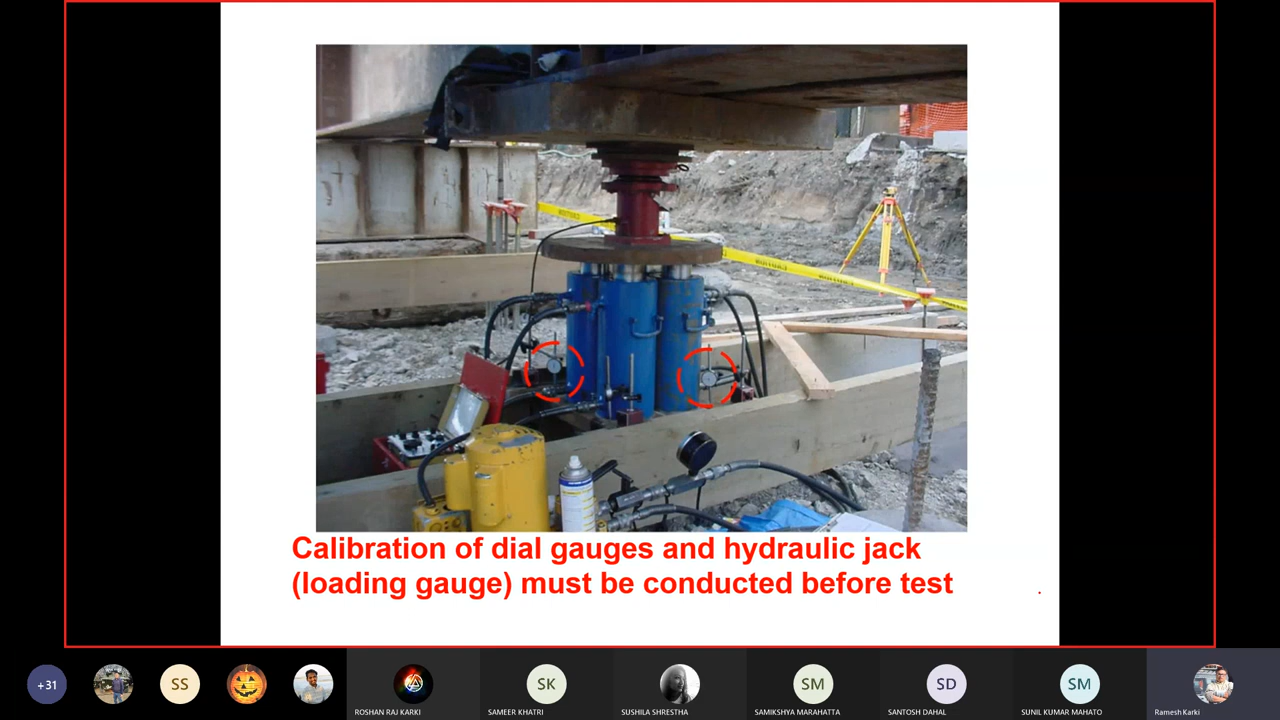 Calibration of dial gauges and hydraulic jack
(loading gauge) must be conducted before test
+31
SS
SK
SM
SD
SM
ROSHAN RAJ KARKI
SAMEER KHATRI
SUSHILA SHRESTHA
SAMIKSHYA MARAHATTA
SANTOSH DAHAL
SUNIL KUMAR MAHATO
Ramesh Karki